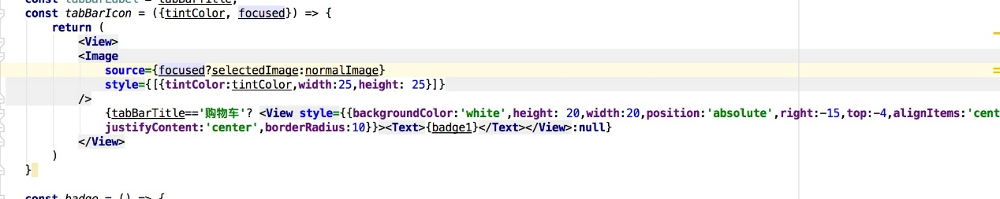 const tabBarLabel = tabBarTitle;
const tabBarIcon = ({tintColor, focused}) => {
return (
<View>
<Image
source={focused?selectedImage:normalImage}
style={[{tintColor:tintColor,width:25,height: 25}]}
/>
{tabBarTitle=='购物车'? <View style={{backgroundColor:'white',height: 20,width:20,position:'absolute',right:-15,top:-4,alignItems:'cent
justifyContent:'center',borderRadius:10}}><Text>{badge1}</Text></View>:null}
</View>
)
}
const badge = () => {